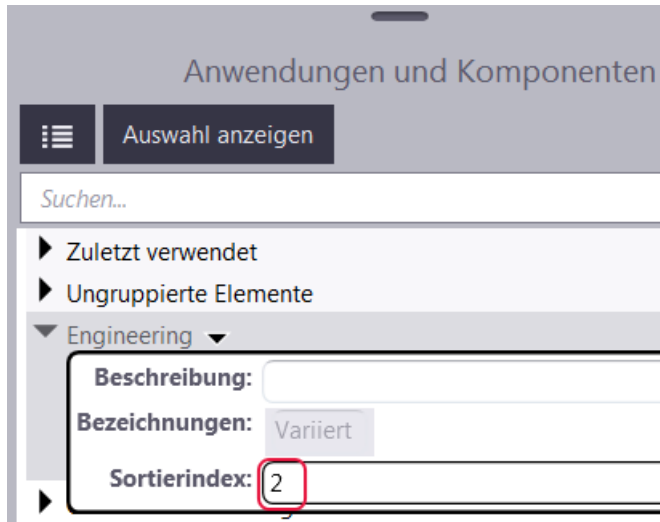 Anwendungen und Komponenten
Auswahl anzeigen
Suchen...
Zuletzt verwendet
Ungruppierte Elemente
Engineering
Beschreibung:
Bezeichnungen: Variiert
Sortierindex: 2